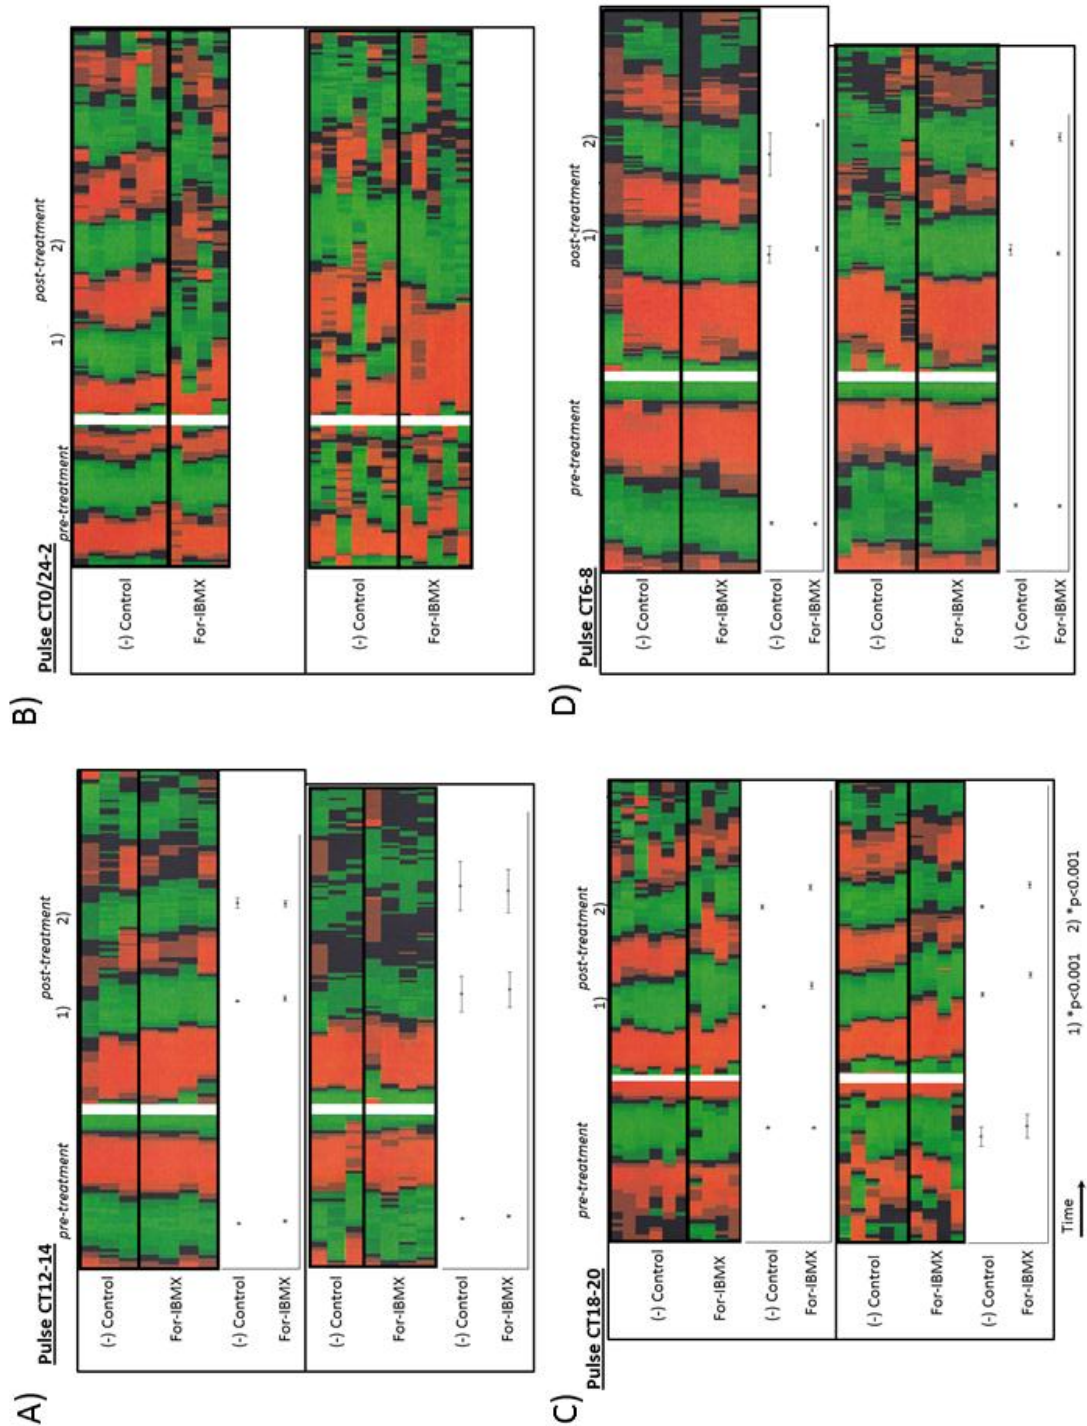 A)
Pulse CT12-14
pre-treatment
post-treatment
1)
2)
(-) Control
For-IBMX
(-) Control
For-IBMX
(-) Control
For-IBMX
(-) Control
For-IBMX
B)
Pulse CT0/24-2
pre-treatment
post-treatment
1)
2)
(-) Control
For-IBMX
(-) Control
For-IBMX
C)
Pulse CT18-20
pre-treatment
post-treatment
1)
2)
(-) Control
For-IBMX
(-) Control
For-IBMX
(-) Control
For-IBMX
(-) Control
For-IBMX
Time
1) *p<0.001 2) *p<0.001
D)
Pulse CT6-8
pre-treatment
post-treatment
1)
2)
(-) Control
For-IBMX
(-) Control
For-IBMX
(-) Control
For-IBMX
(-) Control
For-IBMX